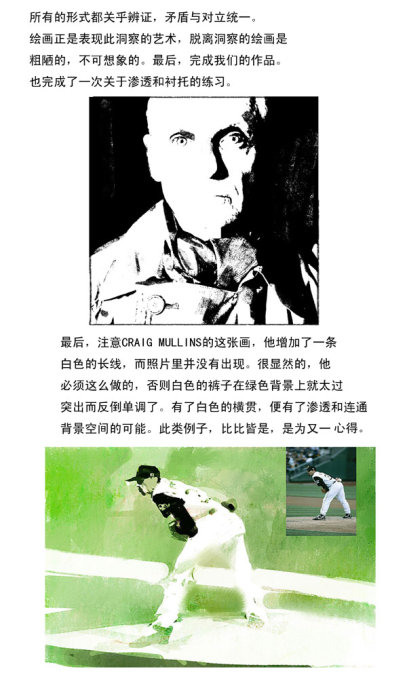 所有的形式都关乎辨证，矛盾与对立统一。
绘画正是表现此洞察的艺术，脱离洞察的绘画是
粗陋的，不可想象的。最后，完成我们的作品。
也完成了一次关于渗透和衬托的练习。
最后，注意CRAIG MULLINS的这张画，他增加了一条
白色的长线，而照片里并没有出现。很显然的，他
必须这么做的，否则白色的裤子在绿色背景上就太过
突出而反倒单调了。有了白色的横贯，便有了渗透和连通
背景空间的可能。此类例子，比比皆是，是为又一心得。